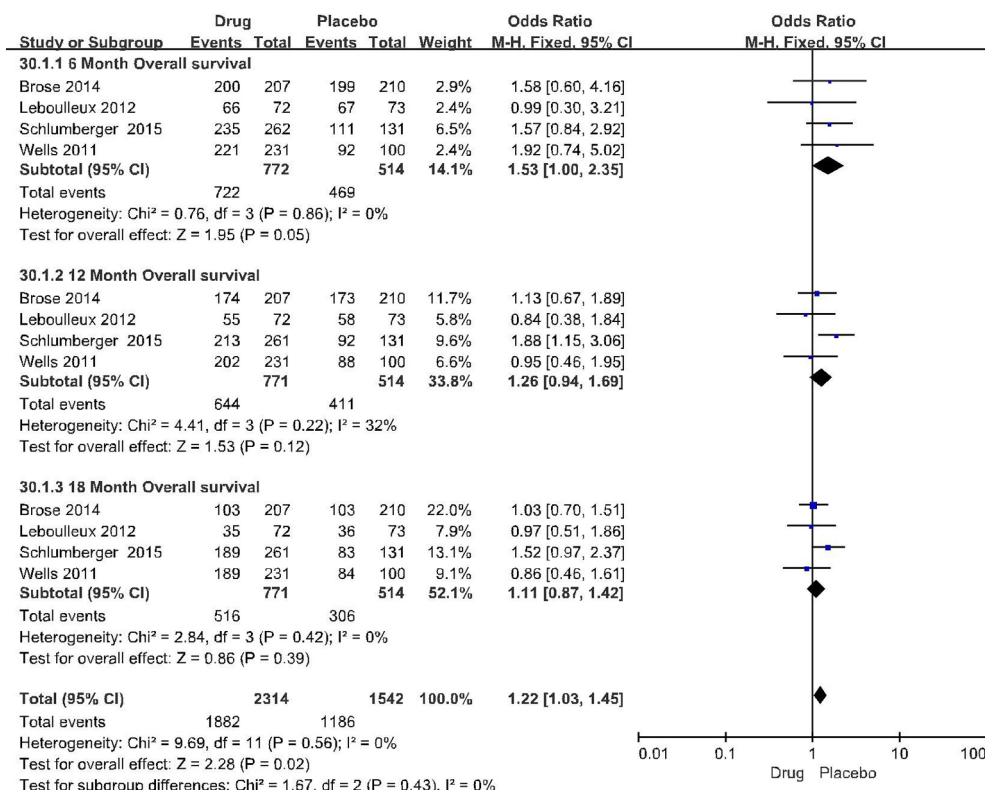 Drug Placebo Odds Ratio Odds Ratio
Study or Subgroup Events Total Events Total Weight M-H, Fixed, 95% CI M-H, Fixed, 95% CI
30.1.1 6 Month Overall survival
Brose 2014 200 207 199 210 2.9% 1.58 [0.60, 4.16]
Leboulleux 2012 66 72 67 73 2.4% 0.99 [0.30, 3.21]
Schlumberger 2015 235 262 111 131 6.5% 1.57 [0.84, 2.92]
Wells 2011 221 231 92 100 2.4% 1.92 [0.74, 5.02]
Subtotal (95% CI) 772 514 14.1% 1.53 [1.00, 2.35]
Total events 722 469
Heterogeneity: Chi² = 0.76, df = 3 (P = 0.86); I² = 0%
Test for overall effect: Z = 1.95 (P = 0.05)
30.1.2 12 Month Overall survival
Brose 2014 174 207 173 210 11.7% 1.13 [0.67, 1.89]
Leboulleux 2012 55 72 58 73 5.8% 0.84 [0.38, 1.84]
Schlumberger 2015 213 261 92 131 9.6% 1.88 [1.15, 3.06]
Wells 2011 202 231 88 100 6.6% 0.95 [0.46, 1.95]
Subtotal (95% CI) 771 514 33.8% 1.26 [0.94, 1.69]
Total events 644 411
Heterogeneity: Chi² = 4.41, df = 3 (P = 0.22); I² = 32%
Test for overall effect: Z = 1.53 (P = 0.12)
30.1.3 18 Month Overall survival
Brose 2014 103 207 103 210 22.0% 1.03 [0.70, 1.51]
Leboulleux 2012 35 72 36 73 7.9% 0.97 [0.51, 1.86]
Schlumberger 2015 189 261 83 131 13.1% 1.52 [0.97, 2.37]
Wells 2011 189 231 84 100 9.1% 0.86 [0.46, 1.61]
Subtotal (95% CI) 771 514 52.1% 1.11 [0.87, 1.42]
Total events 516 306
Heterogeneity: Chi² = 2.84, df = 3 (P = 0.42); I² = 0%
Test for overall effect: Z = 0.86 (P = 0.39)
Total (95% CI) 2314 1542 100.0% 1.22 [1.03, 1.45]
Total events 1882 1186
Heterogeneity: Chi² = 9.69, df = 11 (P = 0.56); I² = 0%
Test for overall effect: Z = 2.28 (P = 0.02)
Test for subgroup differences: Chi² = 1.67, df = 2 (P = 0.43), I² = 0%
0.01 0.1 1 10 100
Drug Placebo